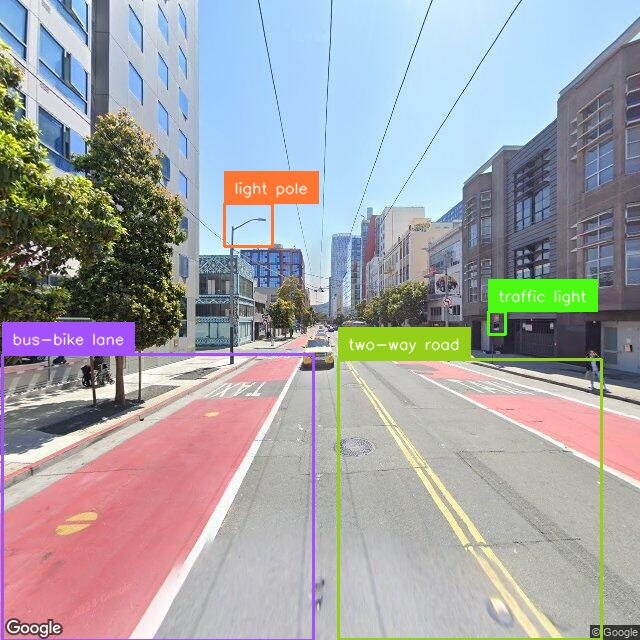 light pole
traffic light
bus-bike lane
two-way road
TAXI
Google
© Google